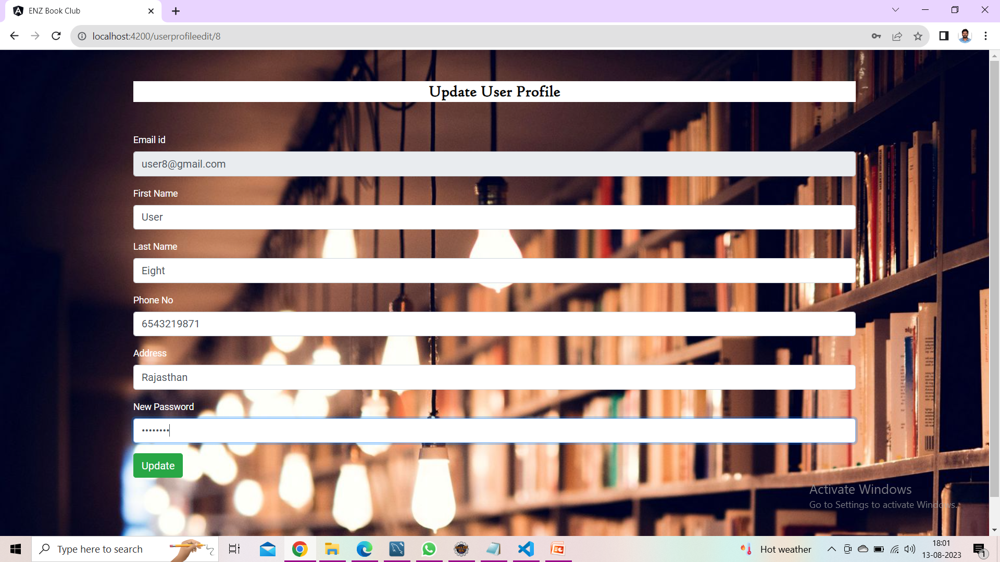 ENZ Book Club
localhost:4200/userprofileedit/8
Update User Profile
Email id
user8@gmail.com
First Name
User
Last Name
Eight
Phone No
6543219871
Address
Rajasthan
New Password
••••••••
Update
Activate Windows
Go to Settings to activate Windows.
Type here to search
Hot weather
18:01
13-08-2023
1